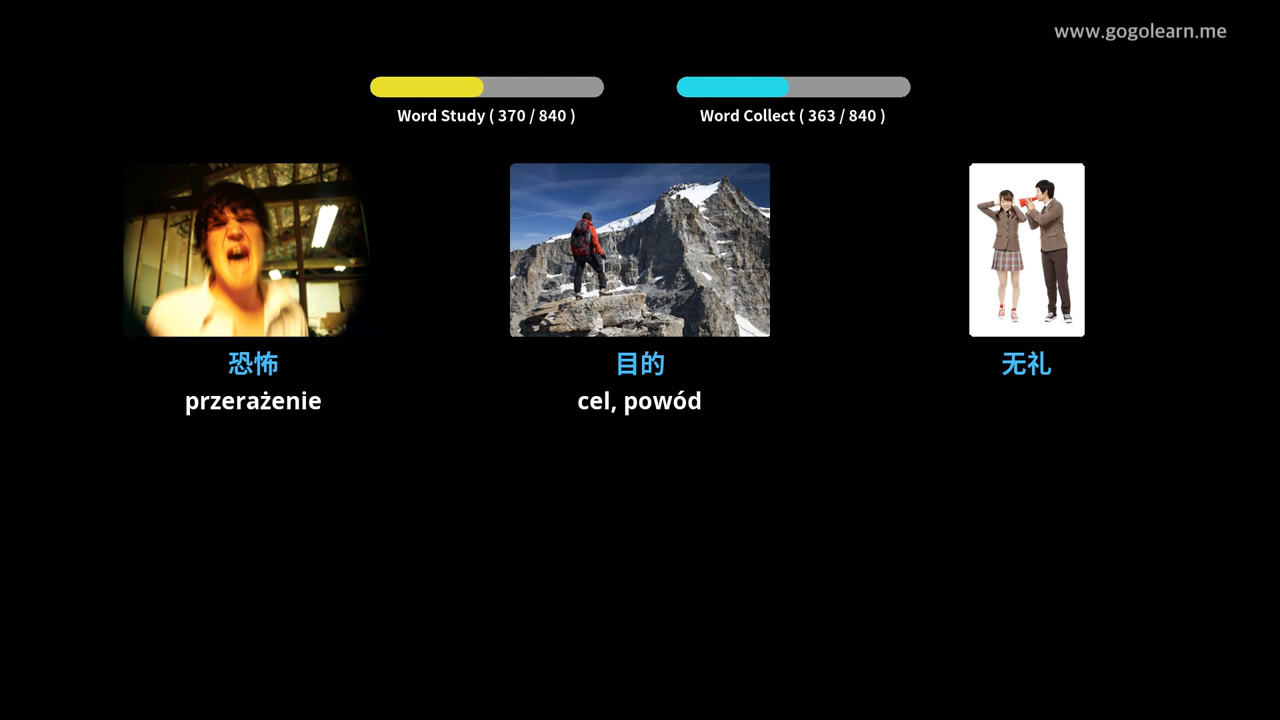 www.gogolearn.me
Word Study ( 370 / 840 )
Word Collect ( 363 / 840 )
恐怖
目的
无礼
przerażenie
cel, powód